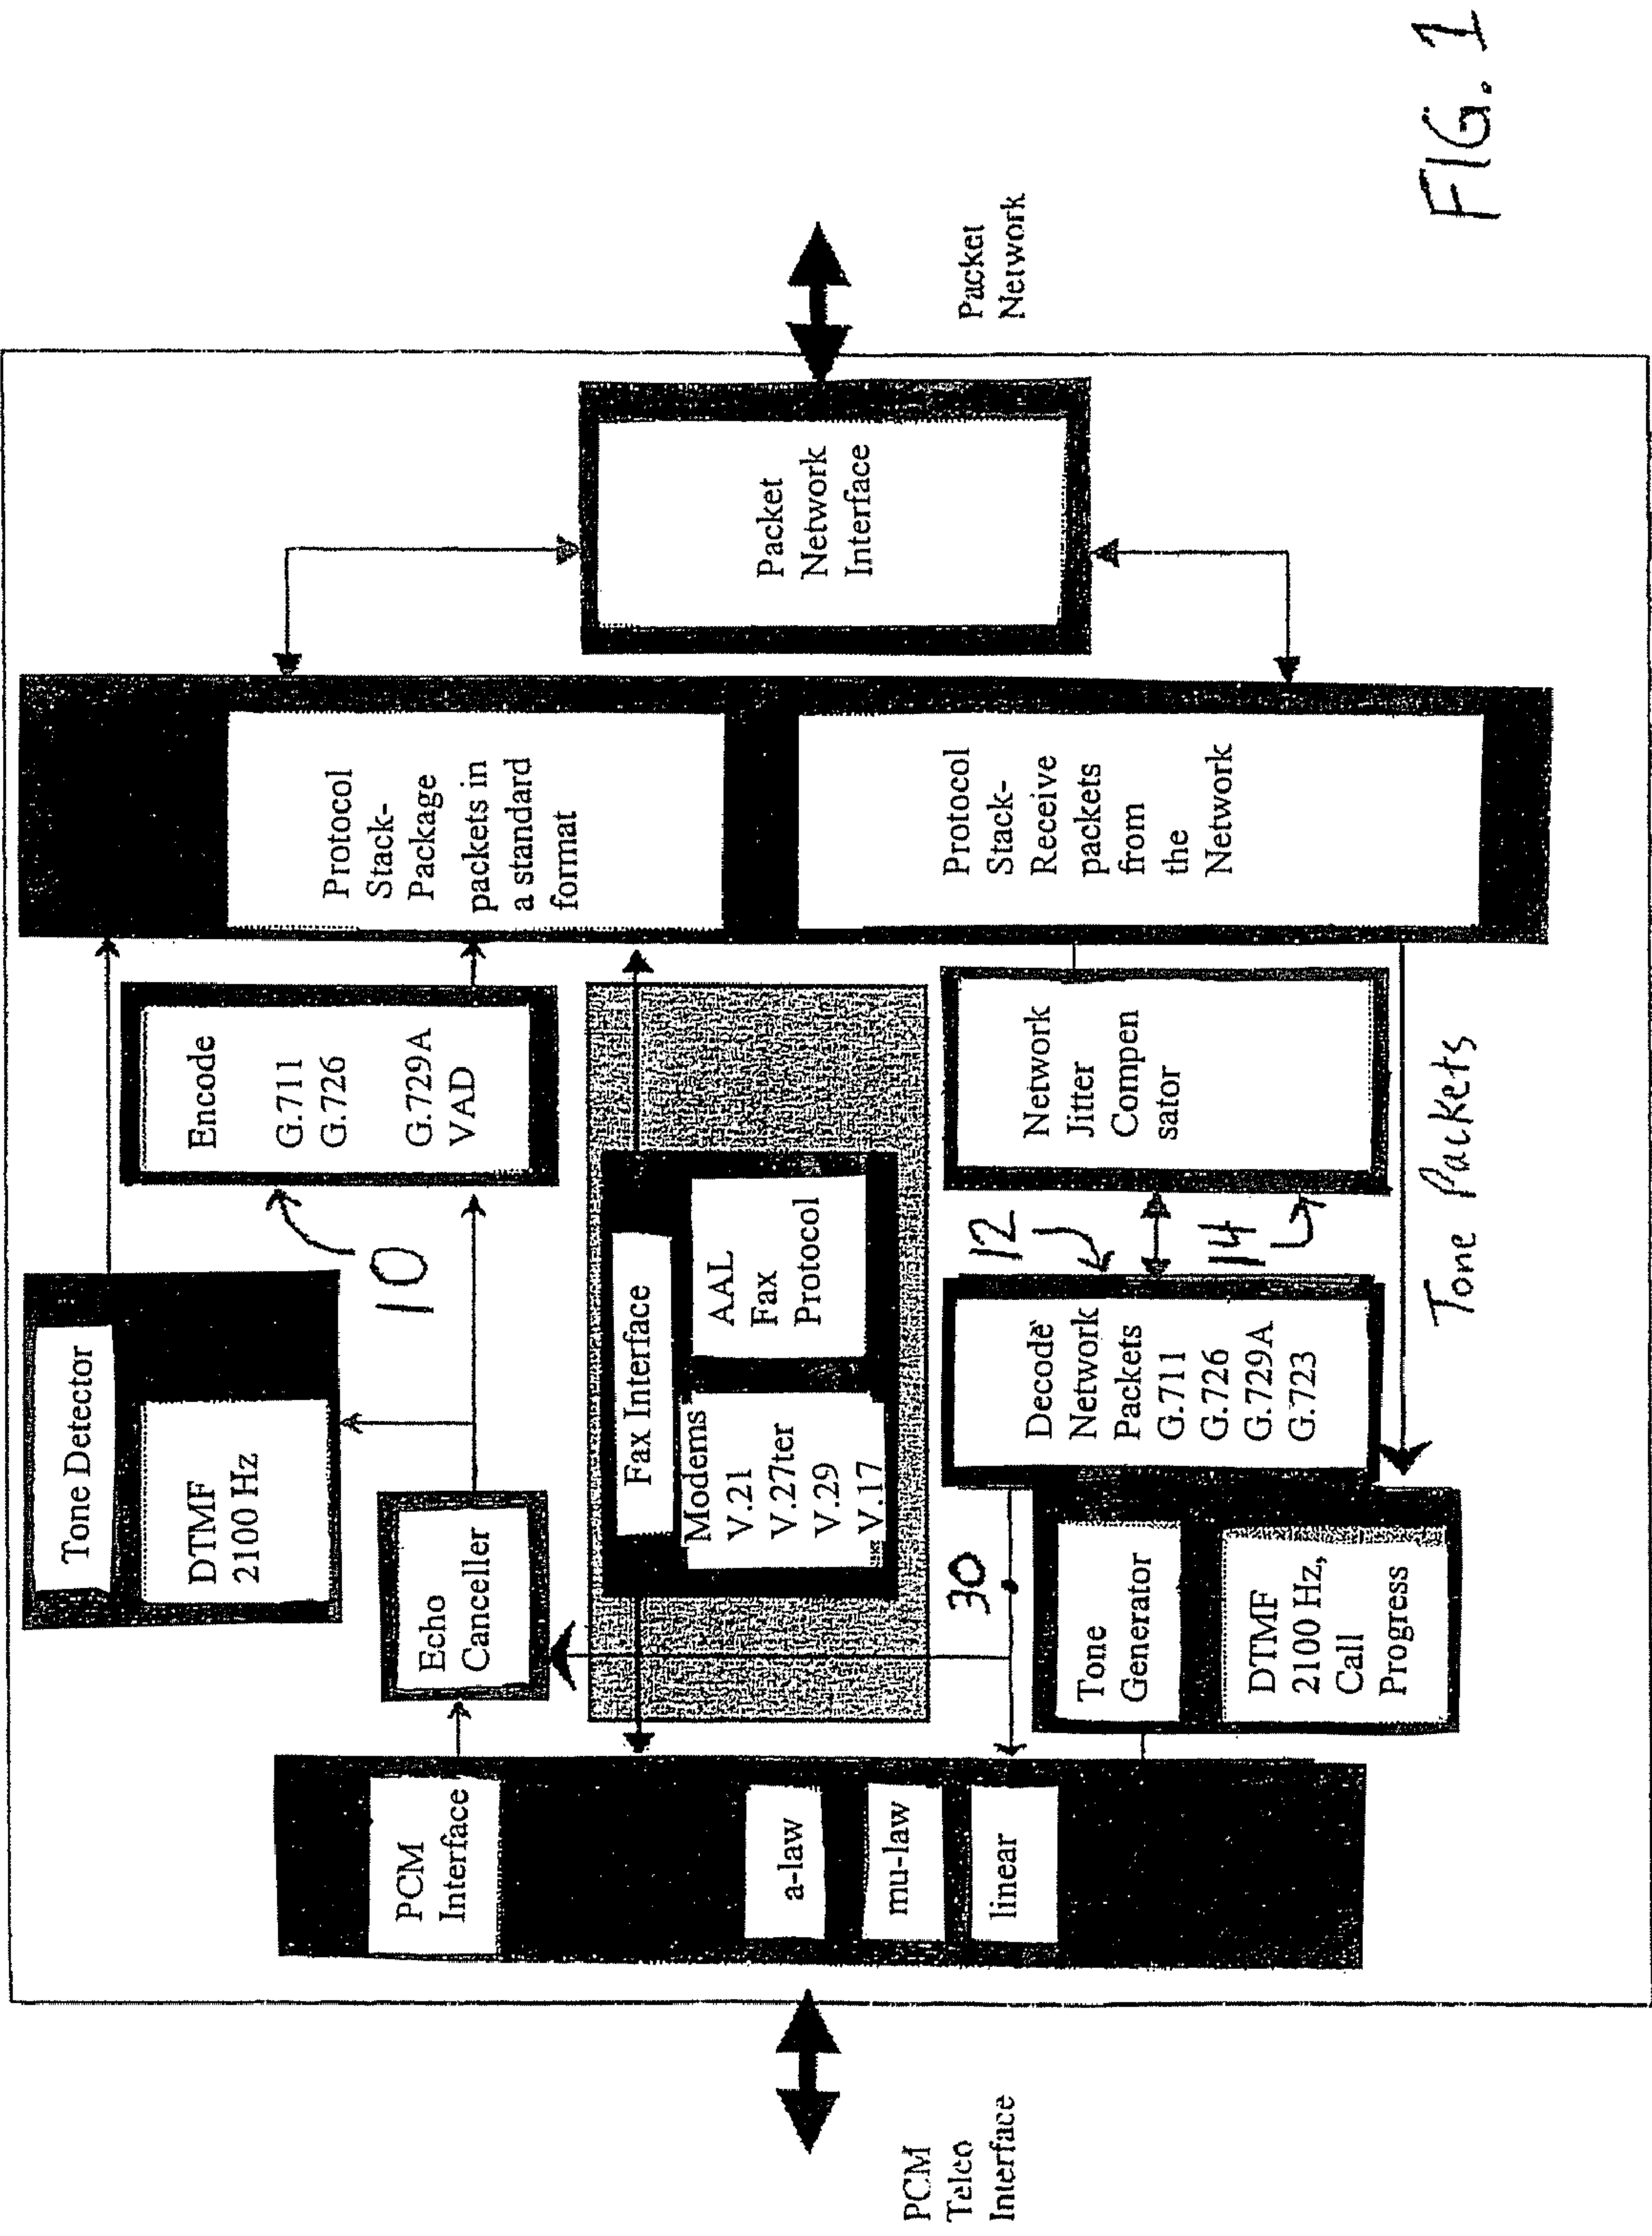 PCM
Telco
Interface
PCM
Interface
a-law
mu-law
linear
Tone Detector
DTMF
2100 Hz
Echo
Canceller
10
Encode
G.711
G.726
G.729A
VAD
Fax Interface
Modems
V.21
V.27ter
V.29
V.17
AAL
Fax
Protocol
30
Tone
Generator
DTMF
2100 Hz,
Call
Progress
12
Decode
Network
Packets
G.711
G.726
G.729A
G.723
14
Network
Jitter
Compen
sator
Tone Packets
Protocol
Stack-
Package
packets in
a standard
format
Protocol
Stack-
Receive
packets
from
the
Network
Packet
Network
Interface
Packet
Network
FIG. 1